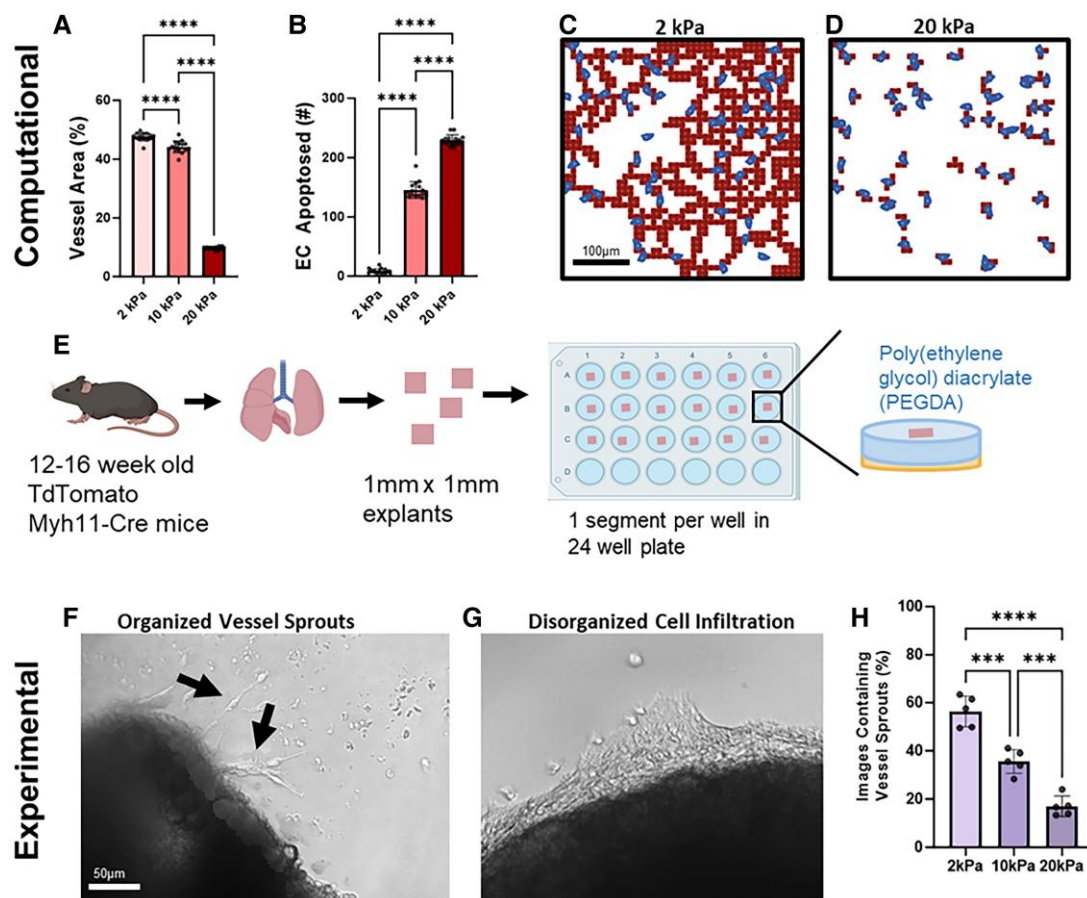 Computational
A
****
****
****
Vessel Area (%)
60
40
20
0
2 kPa
10 kPa
20 kPa
B
****
****
****
EC Apoptosed (#)
300
200
100
0
2 kPa
10 kPa
20 kPa
C
2 kPa
100µm
D
20 kPa
E
12-16 week old
TdTomato
Myh11-Cre mice
1mm x 1mm
explants
1 2 3 4 5 6
A
B
C
D
1 segment per well in
24 well plate
Poly(ethylene
glycol) diacrylate
(PEGDA)
Experimental
F
Organized Vessel Sprouts
50µm
G
Disorganized Cell Infiltration
H
****
***
***
Images Containing
Vessel Sprouts (%)
100
80
60
40
20
0
2kPa
10kPa
20kPa